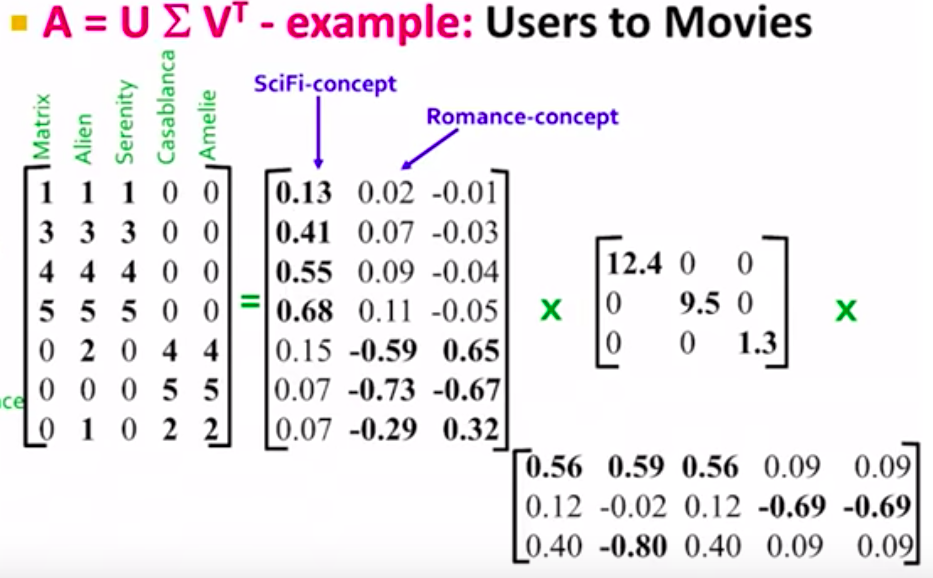 A = U Σ Vᵀ - example: Users to Movies
SciFi-concept
Romance-concept
Matrix
Alien
Serenity
Casablanca
Amelie
1 1 1 0 0
3 3 3 0 0
4 4 4 0 0
5 5 5 0 0
0 2 0 4 4
0 0 0 5 5
0 1 0 2 2
=
0.13 0.02 -0.01
0.41 0.07 -0.03
0.55 0.09 -0.04
0.68 0.11 -0.05
0.15 -0.59 0.65
0.07 -0.73 -0.67
0.07 -0.29 0.32
x
12.4 0 0
0 9.5 0
0 0 1.3
x
0.56 0.59 0.56 0.09 0.09
0.12 -0.02 0.12 -0.69 -0.69
0.40 -0.80 0.40 0.09 0.09